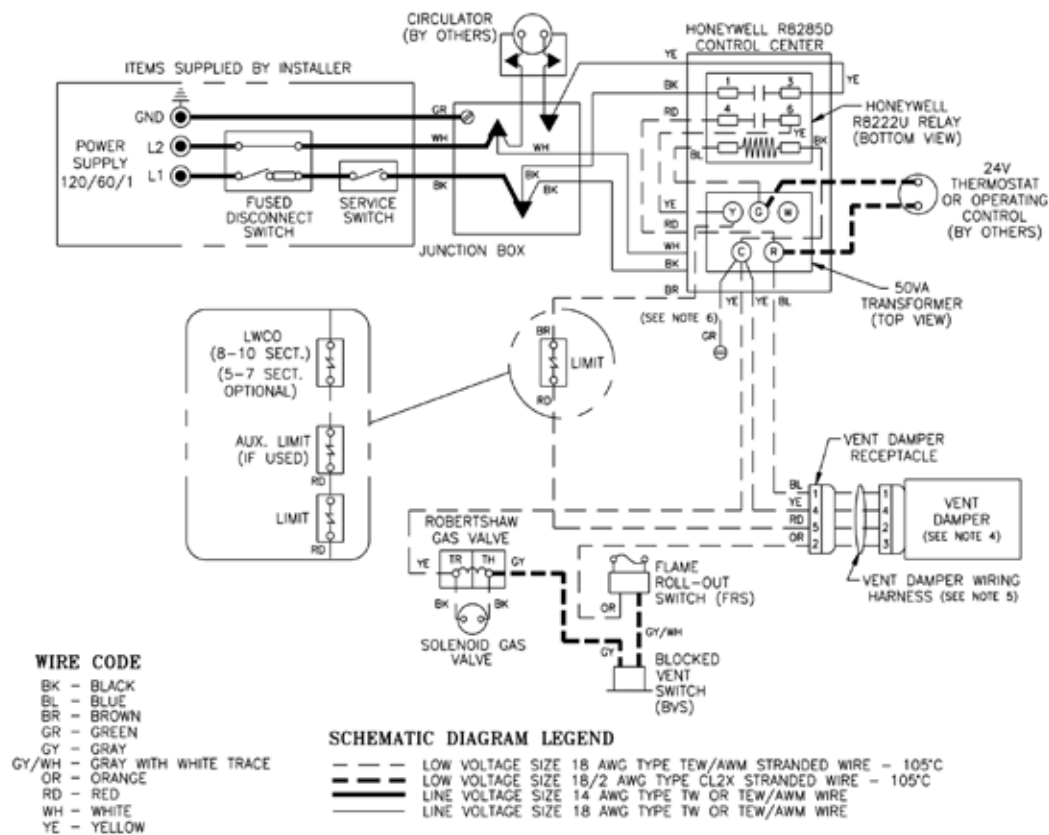 CIRCULATOR
(BY OTHERS)
HONEYWELL R8285D
CONTROL CENTER
ITEMS SUPPLIED BY INSTALLER
YE
YE
BK
1
3
GND
GR
RD
4
6
HONEYWELL
R8222U RELAY
(BOTTOM VIEW)
WH
YE
BK
POWER
SUPPLY
120/60/1
L2
WH
BL
L1
BK
BK
BK
24V
THERMOSTAT
OR OPERATING
CONTROL
(BY OTHERS)
FUSED
DISCONNECT
SWITCH
SERVICE
SWITCH
YE
Y
G
W
RD
JUNCTION BOX
WH
C
R
BK
BR
YE
YE
BL
50VA
TRANSFORMER
(TOP VIEW)
(SEE NOTE 6)
GR
LWCO
(8-10 SECT.)
(5-7 SECT.
OPTIONAL)
BR
LIMIT
RD
AUX. LIMIT
(IF USED)
RD
LIMIT
RD
VENT DAMPER
RECEPTACLE
BL
1
1
YE
4
4
RD
5
2
OR
2
3
VENT
DAMPER
(SEE NOTE 4)
ROBERTSHAW
GAS VALVE
YE
TR
TH
GY
FLAME
ROLL-OUT
SWITCH (FRS)
VENT DAMPER WIRING
HARNESS (SEE NOTE 5)
BK
BK
OR
SOLENOID GAS
VALVE
GY/WH
GY
BLOCKED
VENT
SWITCH
(BVS)
WIRE CODE
BK - BLACK
BL - BLUE
BR - BROWN
GR - GREEN
GY - GRAY
GY/WH - GRAY WITH WHITE TRACE
OR - ORANGE
RD - RED
WH - WHITE
YE - YELLOW
SCHEMATIC DIAGRAM LEGEND
LOW VOLTAGE SIZE 18 AWG TYPE TEW/AWM STRANDED WIRE - 105°C
LOW VOLTAGE SIZE 18/2 AWG TYPE CL2X STRANDED WIRE - 105°C
LINE VOLTAGE SIZE 14 AWG TYPE TW OR TEW/AWM WIRE
LINE VOLTAGE SIZE 18 AWG TYPE TW OR TEW/AWM WIRE